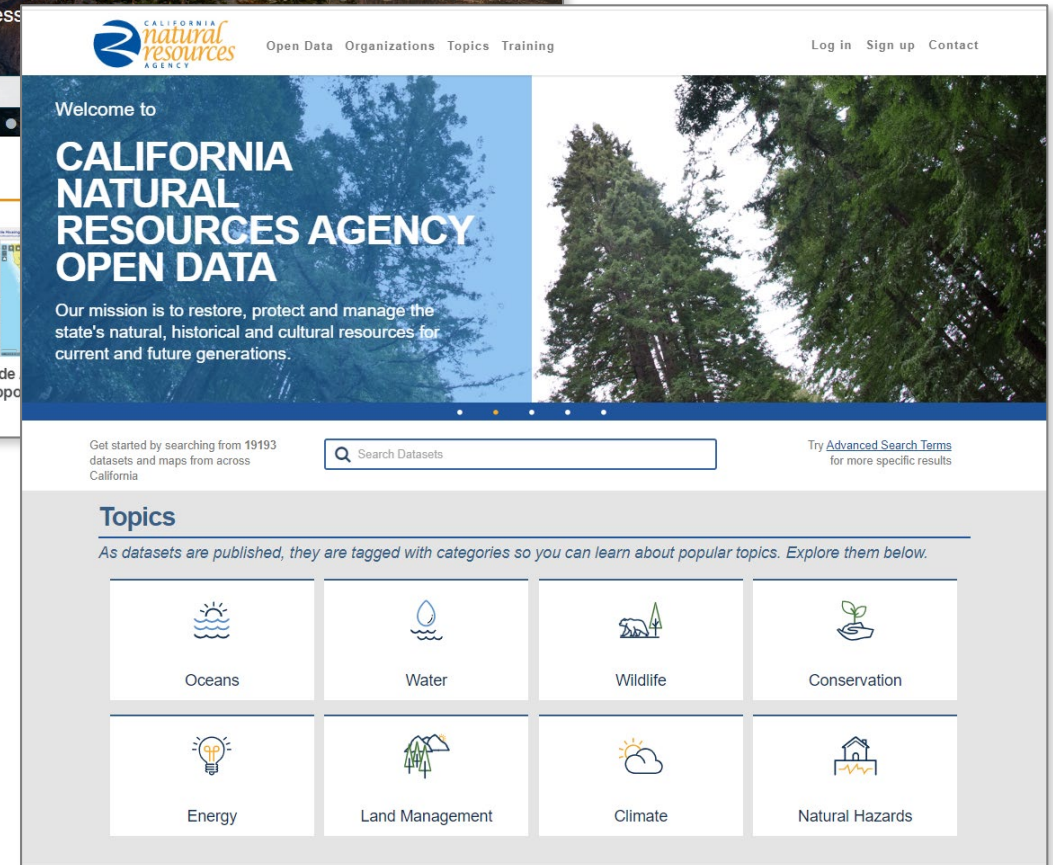 ess
CALIFORNIA
natural
resources
AGENCY
Open Data Organizations Topics Training
Log in Sign up Contact
Welcome to
CALIFORNIA
NATURAL
RESOURCES AGENCY
OPEN DATA
Our mission is to restore, protect and manage the
state's natural, historical and cultural resources for
current and future generations.
de
Get started by searching from 19193
datasets and maps from across
California
Search Datasets
Try Advanced Search Terms
for more specific results
Topics
As datasets are published, they are tagged with categories so you can learn about popular topics. Explore them below.
Oceans
Water
Wildlife
Conservation
Energy
Land Management
Climate
Natural Hazards